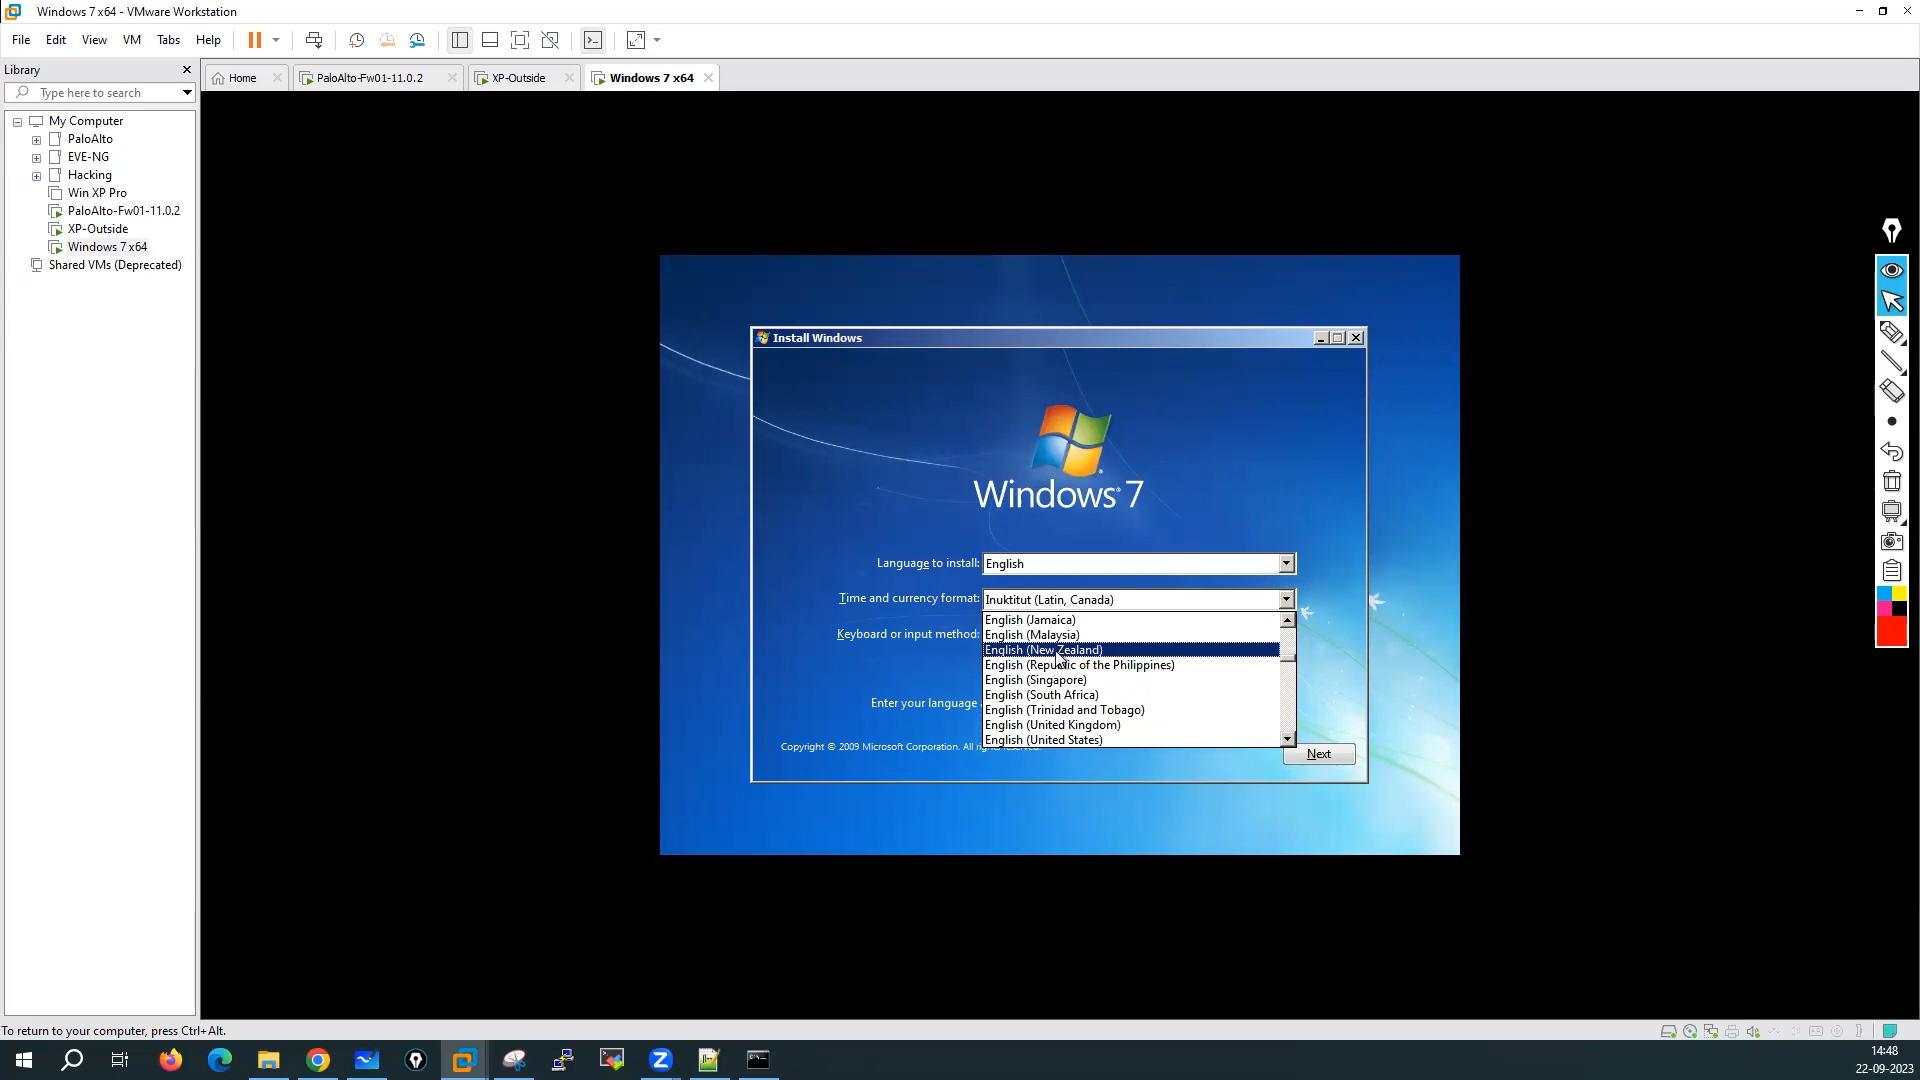 Windows 7 x64 - VMware Workstation
File Edit View VM Tabs Help
Library
Type here to search
My Computer
PaloAlto
EVE-NG
Hacking
Win XP Pro
PaloAlto-Fw01-11.0.2
XP-Outside
Windows 7 x64
Shared VMs (Deprecated)
Home
PaloAlto-Fw01-11.0.2
XP-Outside
Windows 7 x64
Install Windows
Windows 7
Language to install: English
Time and currency format: Inuktitut (Latin, Canada)
Keyboard or input method:
English (Jamaica)
English (Malaysia)
English (New Zealand)
English (Republic of the Philippines)
English (Singapore)
English (South Africa)
English (Trinidad and Tobago)
English (United Kingdom)
English (United States)
Enter your language
Copyright © 2009 Microsoft Corporation. All rights reserved.
Next
To return to your computer, press Ctrl+Alt.
14:48
22-09-2023